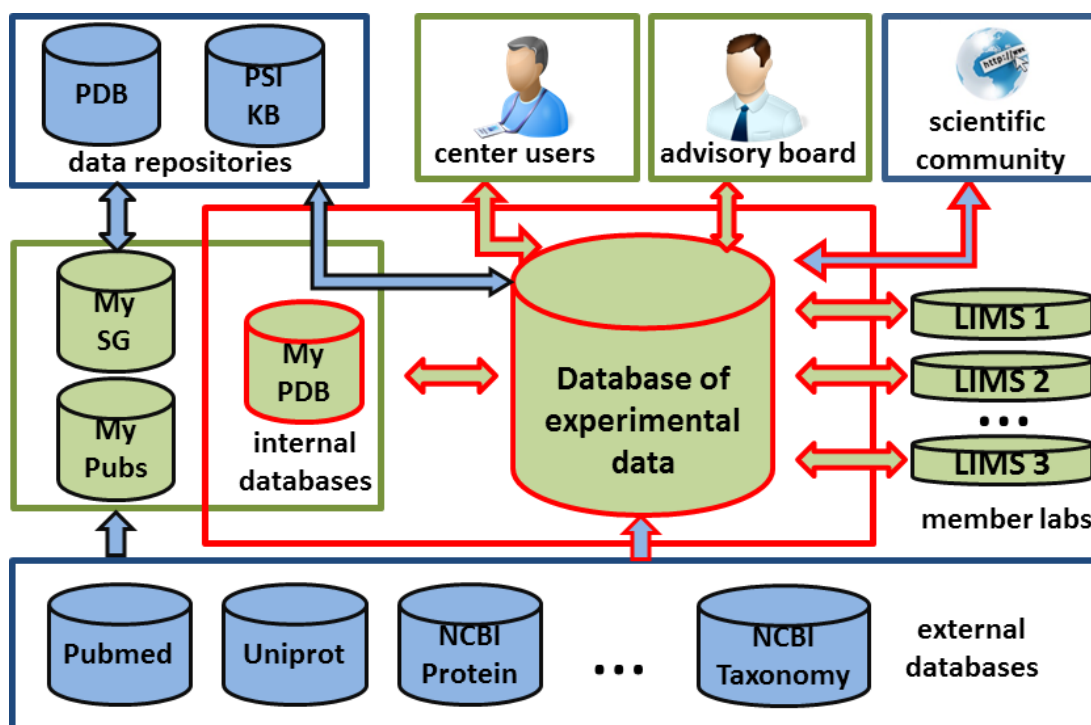 PDB
PSI
KB
data repositories
center users
advisory board
http://www
scientific
community
My
SG
My
Pubs
My
PDB
internal
databases
Database of
experimental
data
LIMS 1
LIMS 2
...
LIMS 3
member labs
Pubmed
Uniprot
NCBI
Protein
...
NCBI
Taxonomy
external
databases